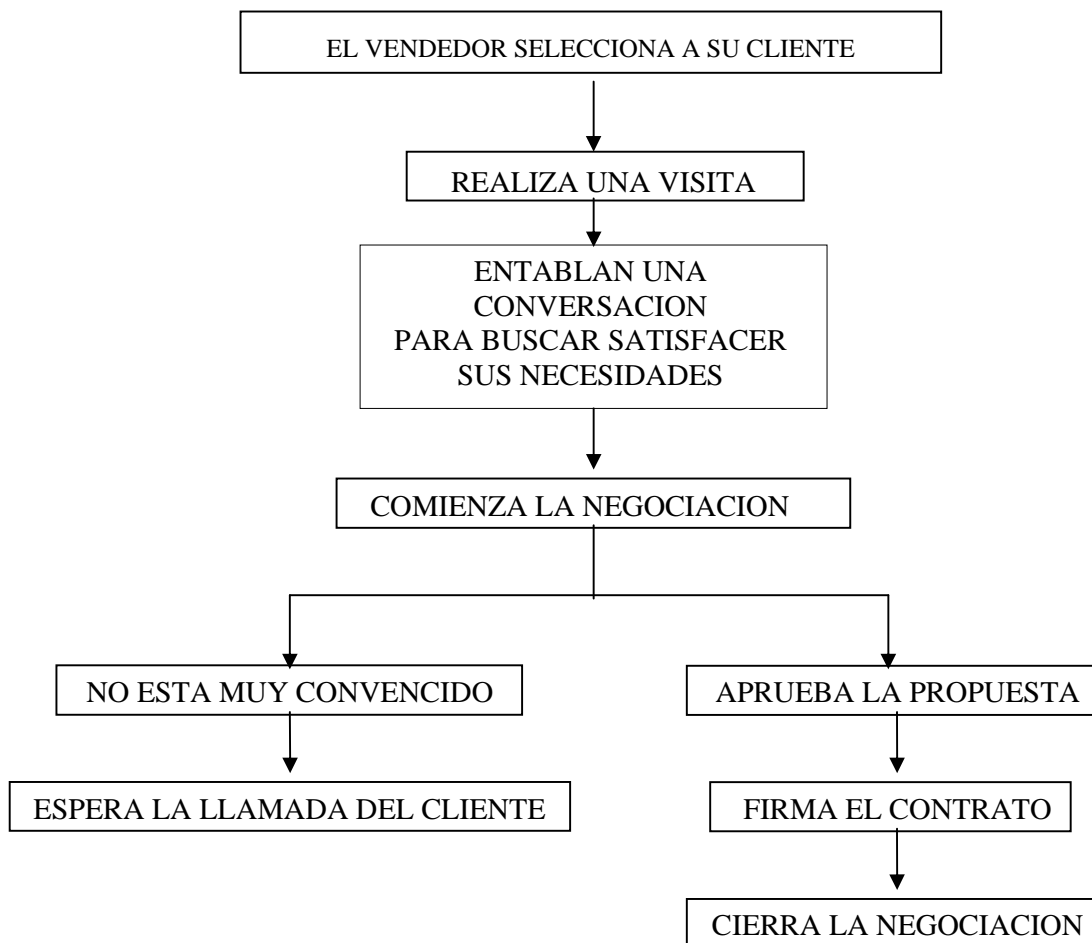 EL VENDEDOR SELECCIONA A SU CLIENTE
REALIZA UNA VISITA
ENTABLAN UNA
CONVERSACION
PARA BUSCAR SATISFACER
SUS NECESIDADES
COMIENZA LA NEGOCIACION
NO ESTA MUY CONVENCIDO
APRUEBA LA PROPUESTA
ESPERA LA LLAMADA DEL CLIENTE
FIRMA EL CONTRATO
CIERRA LA NEGOCIACION